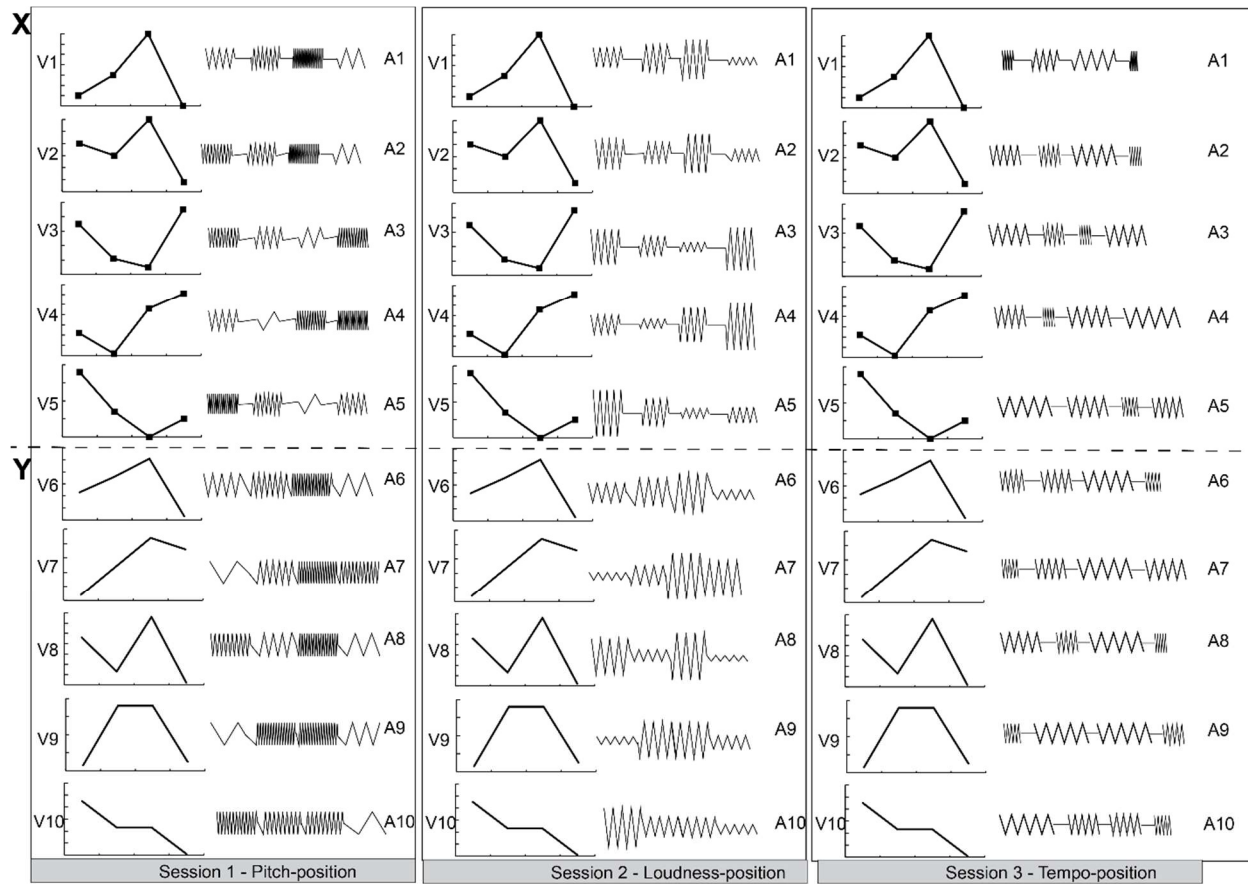 X
V1 A1 V1 A1 V1 A1
V2 A2 V2 A2 V2 A2
V3 A3 V3 A3 V3 A3
V4 A4 V4 A4 V4 A4
V5 A5 V5 A5 V5 A5
Y
V6 A6 V6 A6 V6 A6
V7 A7 V7 A7 V7 A7
V8 A8 V8 A8 V8 A8
V9 A9 V9 A9 V9 A9
V10 A10 V10 A10 V10 A10
Session 1 - Pitch-position Session 2 - Loudness-position Session 3 - Tempo-position